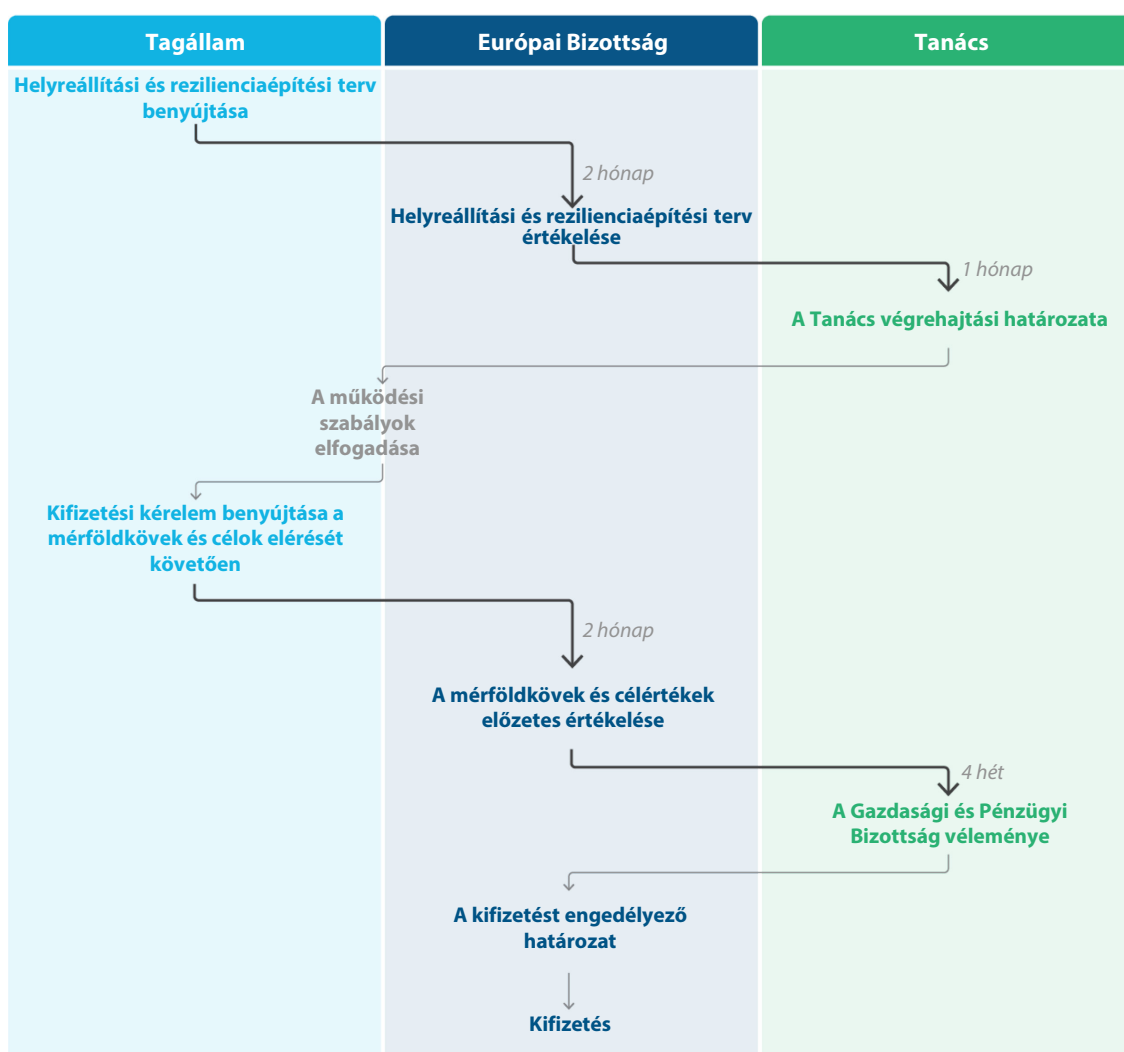 Tagállam
Európai Bizottság
Tanács
Helyreállítási és rezilienciaépítési terv
benyújtása
2 hónap
Helyreállítási és rezilienciaépítési terv
értékelése
1 hónap
A Tanács végrehajtási határozata
A működési
szabályok
elfogadása
Kifizetési kérelem benyújtása a
mérföldkövek és célok elérését
követően
2 hónap
A mérföldkövek és célértékek
előzetes értékelése
4 hét
A Gazdasági és Pénzügyi
Bizottság véleménye
A kifizetést engedélyező
határozat
Kifizetés